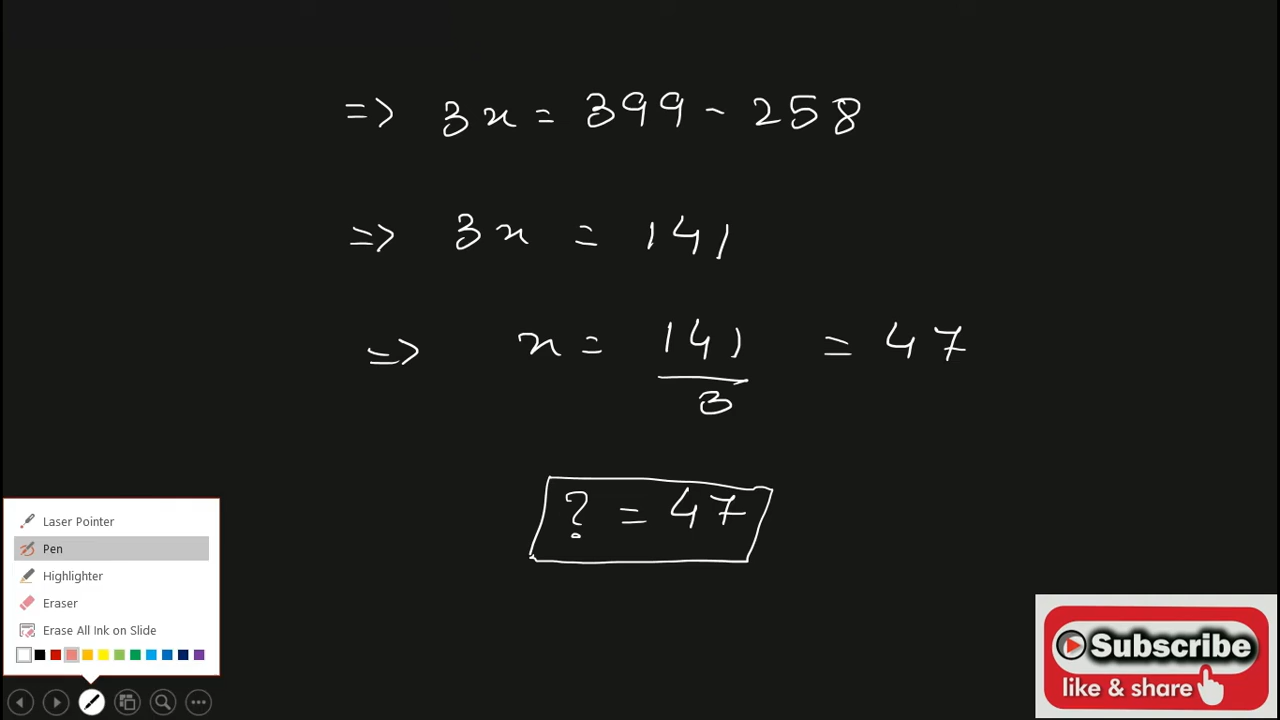 => 3x = 399 - 258
=> 3x = 141
=> x = 141/3 = 47
? = 47
Laser Pointer
Pen
Highlighter
Eraser
Erase All Ink on Slide
Subscribe
like & share